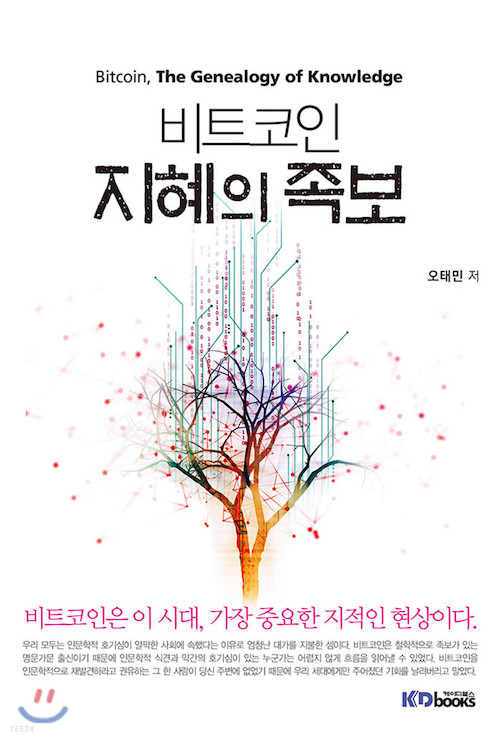 Bitcoin, The Genealogy of Knowledge
비트코인
지혜의 족보
오태민 저
비트코인은 이 시대, 가장 중요한 지적인 현상이다.
우리 모두는 인문학적 호기심이 얄팍한 사회에 속했다는 이유로 엄청난 대가를 지불한 셈이다. 비트코인은 철학적으로 족보가 있는
명문가문 출신이기 때문에 인문학적 식견과 약간의 호기심이 있는 누군가는 어렵지 않게 흐름을 읽어낼 수 있었다. 비트코인을
인문학적으로 재발견하라고 권유하는 그 한 사람이 당신 주변에 없었기 때문에 우리 세대에게만 주어졌던 기회를 날려버리고 말았다.
케이디북스
KD books
YES24